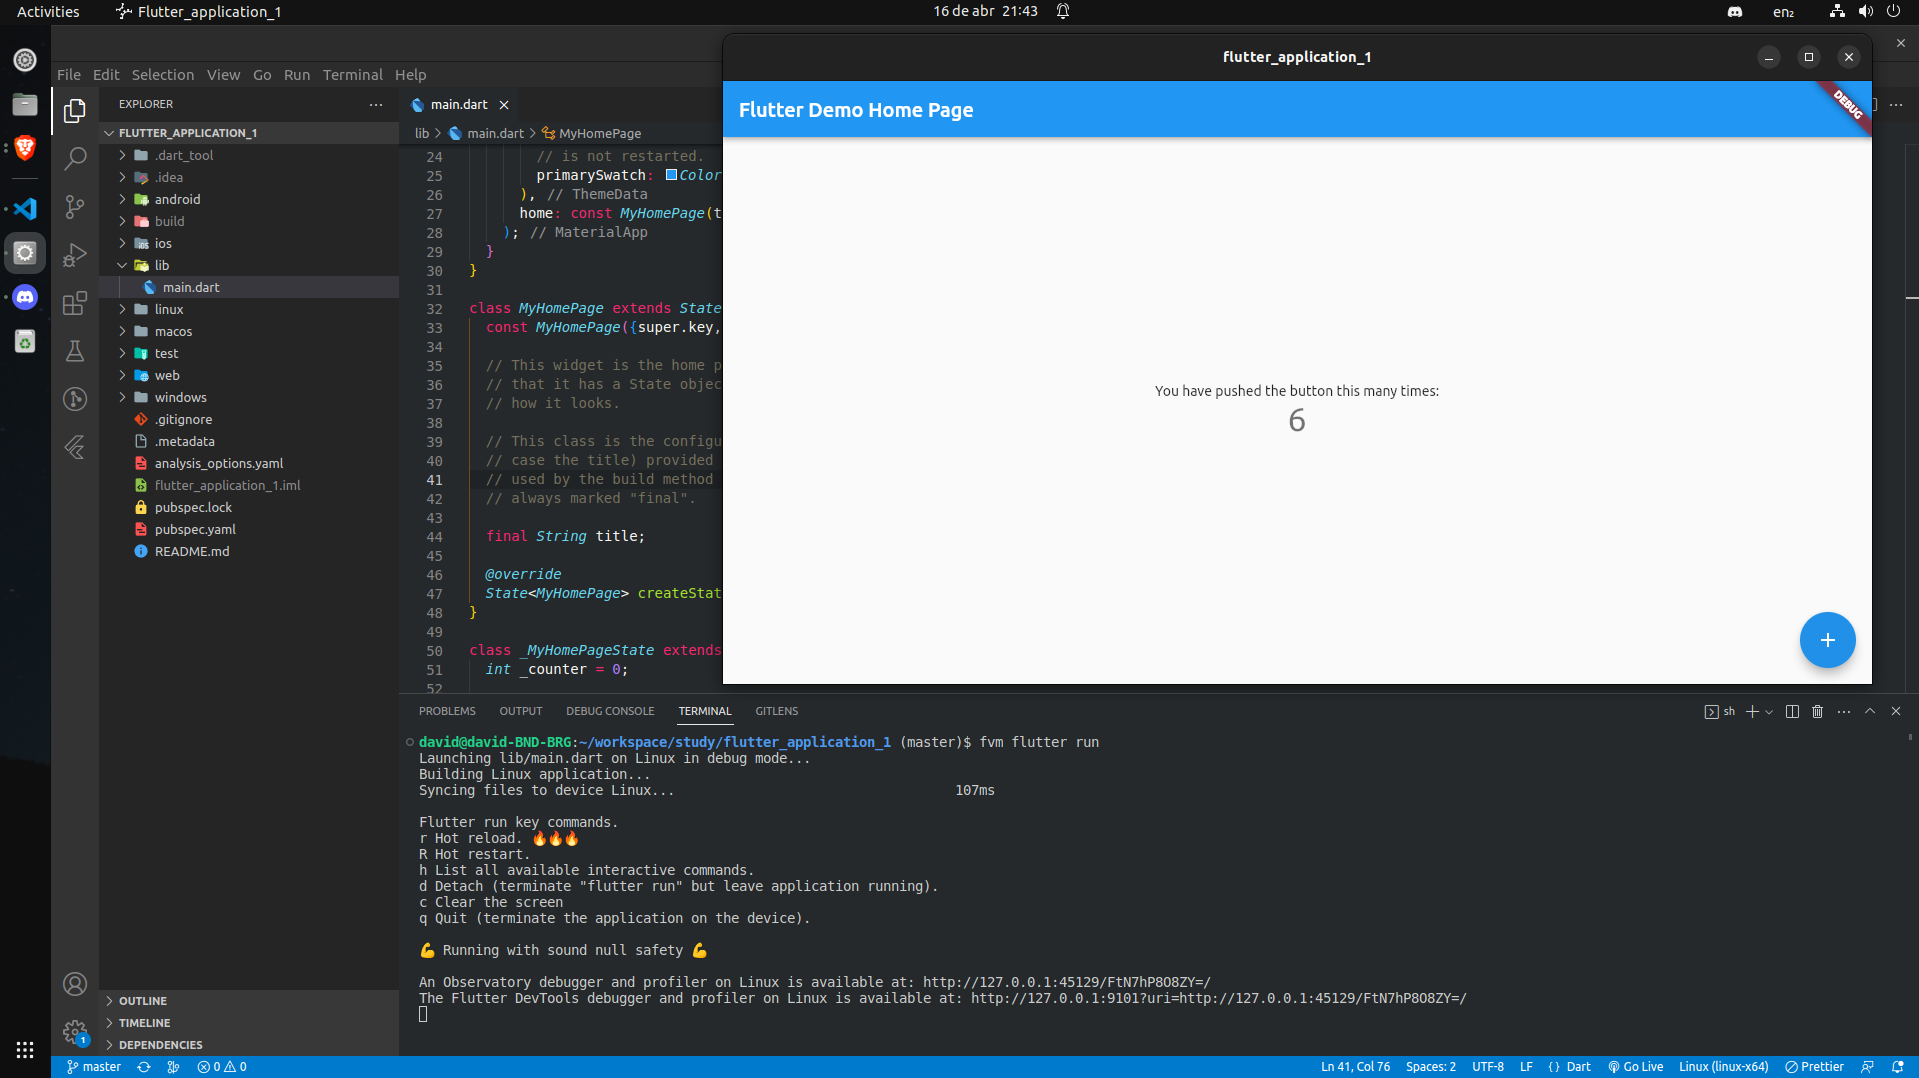 Activities
Flutter_application_1
16 de abr 21:43
en₂
File Edit Selection View Go Run Terminal Help
EXPLORER
FLUTTER_APPLICATION_1
.dart_tool
.idea
android
build
ios
lib
main.dart
linux
macos
test
web
windows
.gitignore
.metadata
analysis_options.yaml
flutter_application_1.iml
pubspec.lock
pubspec.yaml
README.md
OUTLINE
TIMELINE
DEPENDENCIES
1
main.dart
lib > main.dart > MyHomePage
24 // is not restarted.
25 primarySwatch: Color
26 ), // ThemeData
27 home: const MyHomePage(t
28 ); // MaterialApp
29 }
30 }
31
32 class MyHomePage extends State
33 const MyHomePage({super.key,
34
35 // This widget is the home p
36 // that it has a State objec
37 // how it looks.
38
39 // This class is the configu
40 // case the title) provided
41 // used by the build method
42 // always marked "final".
43
44 final String title;
45
46 @override
47 State<MyHomePage> createStat
48 }
49
50 class _MyHomePageState extends
51 int _counter = 0;
52
flutter_application_1
Flutter Demo Home Page
DEBUG
You have pushed the button this many times:
6
+
PROBLEMS OUTPUT DEBUG CONSOLE TERMINAL GITLENS
sh
david@david-BND-BRG:~/workspace/study/flutter_application_1 (master)$ fvm flutter run
Launching lib/main.dart on Linux in debug mode...
Building Linux application...
Syncing files to device Linux... 107ms
Flutter run key commands.
r Hot reload. 🔥🔥🔥
R Hot restart.
h List all available interactive commands.
d Detach (terminate "flutter run" but leave application running).
c Clear the screen
q Quit (terminate the application on the device).
💪 Running with sound null safety 💪
An Observatory debugger and profiler on Linux is available at: http://127.0.0.1:45129/FtN7hP8O8ZY=/
The Flutter DevTools debugger and profiler on Linux is available at: http://127.0.0.1:9101?uri=http://127.0.0.1:45129/FtN7hP8O8ZY=/
master 0 0 Ln 41, Col 76 Spaces: 2 UTF-8 LF {} Dart Go Live Linux (linux-x64) Prettier